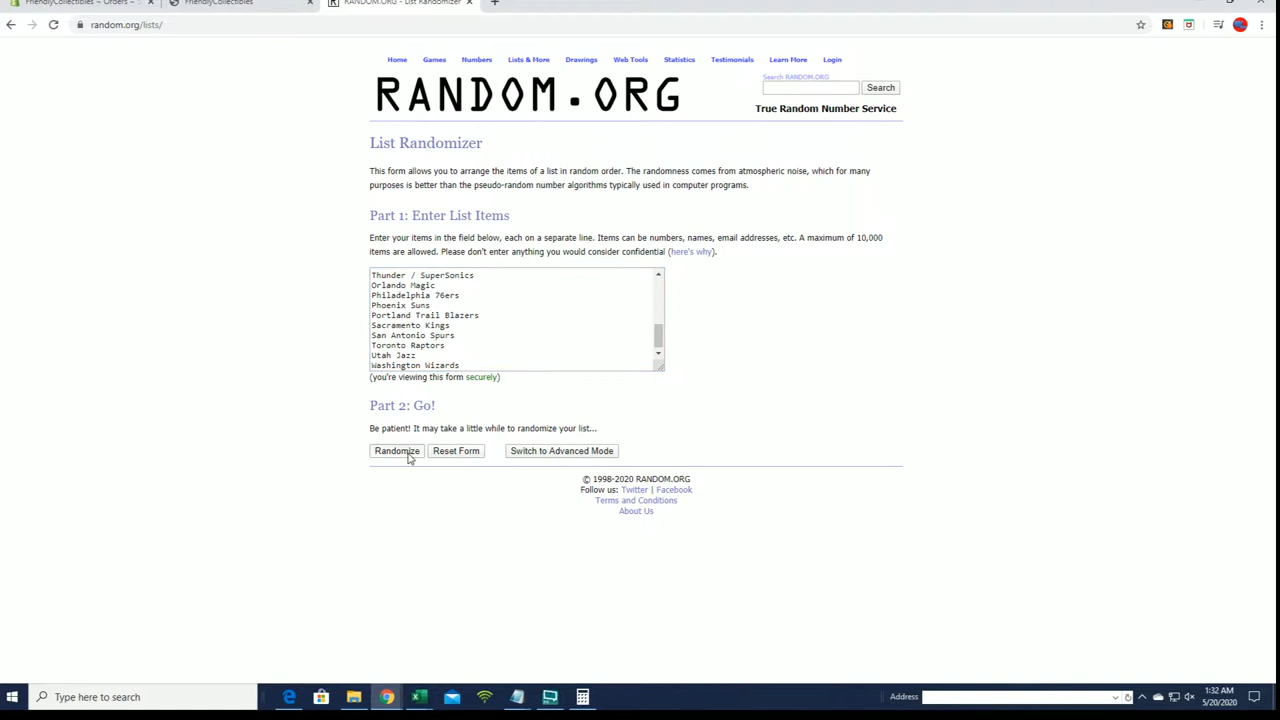 FriendlyCollectibles - Orders - S
FriendlyCollectibles
RANDOM.ORG - List Randomizer
random.org/lists/
Home Games Numbers Lists & More Drawings Web Tools Statistics Testimonials Learn More Login
RANDOM.ORG
Search RANDOM.ORG
Search
True Random Number Service
List Randomizer
This form allows you to arrange the items of a list in random order. The randomness comes from atmospheric noise, which for many
purposes is better than the pseudo-random number algorithms typically used in computer programs.
Part 1: Enter List Items
Enter your items in the field below, each on a separate line. Items can be numbers, names, email addresses, etc. A maximum of 10,000
items are allowed. Please don't enter anything you would consider confidential (here's why).
Thunder / SuperSonics
Orlando Magic
Philadelphia 76ers
Phoenix Suns
Portland Trail Blazers
Sacramento Kings
San Antonio Spurs
Toronto Raptors
Utah Jazz
Washington Wizards
(you're viewing this form securely)
Part 2: Go!
Be patient! It may take a little while to randomize your list...
Randomize Reset Form Switch to Advanced Mode
© 1998-2020 RANDOM.ORG
Follow us: Twitter | Facebook
Terms and Conditions
About Us
Type here to search
Address
1:32 AM
5/20/2020